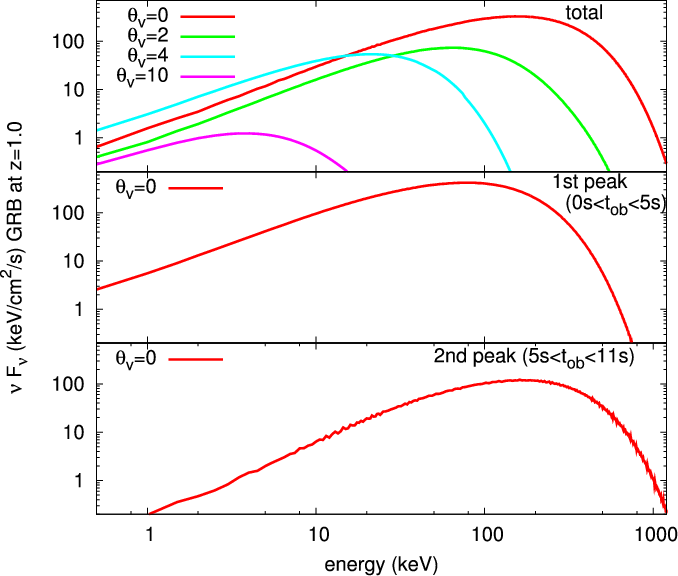 θv=0
θv=2
θv=4
θv=10
total
100
10
1
θv=0
1st peak
(0s<tob<5s)
100
10
1
θv=0
2nd peak (5s<tob<11s)
100
10
1
1 10 100 1000
energy (keV)
ν Fν (keV/cm2/s) GRB at z=1.0